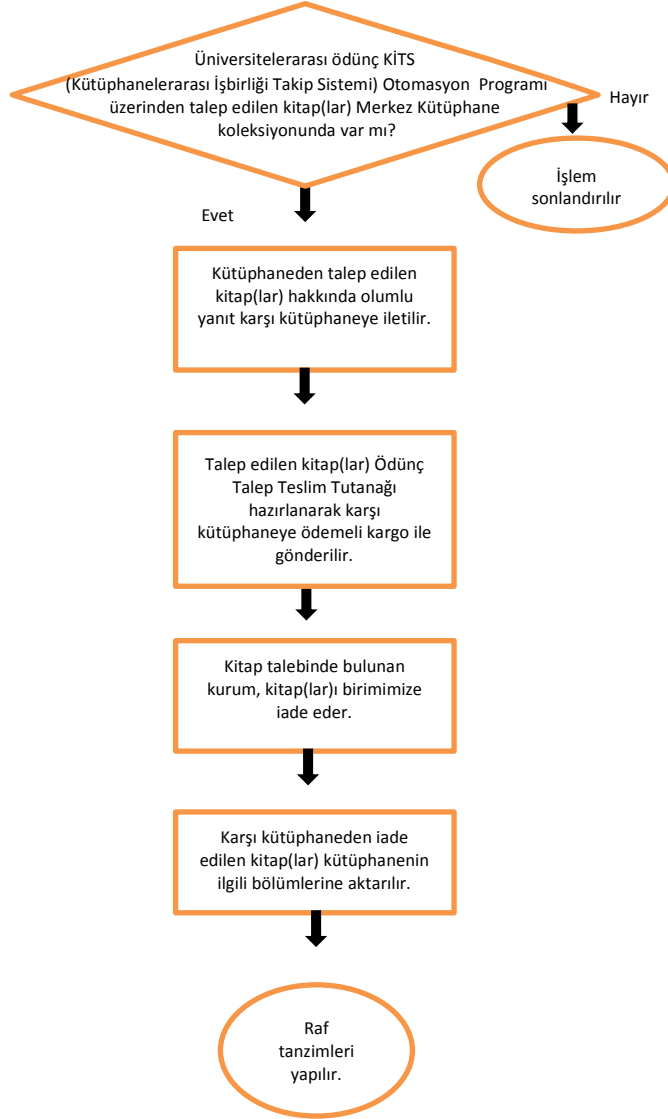 Üniversitelerarası ödünç KİTS
(Kütüphanelerarası İşbirliği Takip Sistemi) Otomasyon Programı
üzerinden talep edilen kitap(lar) Merkez Kütüphane
koleksiyonunda var mı?
Hayır
İşlem
sonlandırılır
Evet
Kütüphaneden talep edilen
kitap(lar) hakkında olumlu
yanıt karşı kütüphaneye iletilir.
Talep edilen kitap(lar) Ödünç
Talep Teslim Tutanağı
hazırlanarak karşı
kütüphaneye ödemeli kargo ile
gönderilir.
Kitap talebinde bulunan
kurum, kitap(lar)ı birimimize
iade eder.
Karşı kütüphaneden iade
edilen kitap(lar) kütüphanenin
ilgili bölümlerine aktarılır.
Raf
tanzimleri
yapılır.